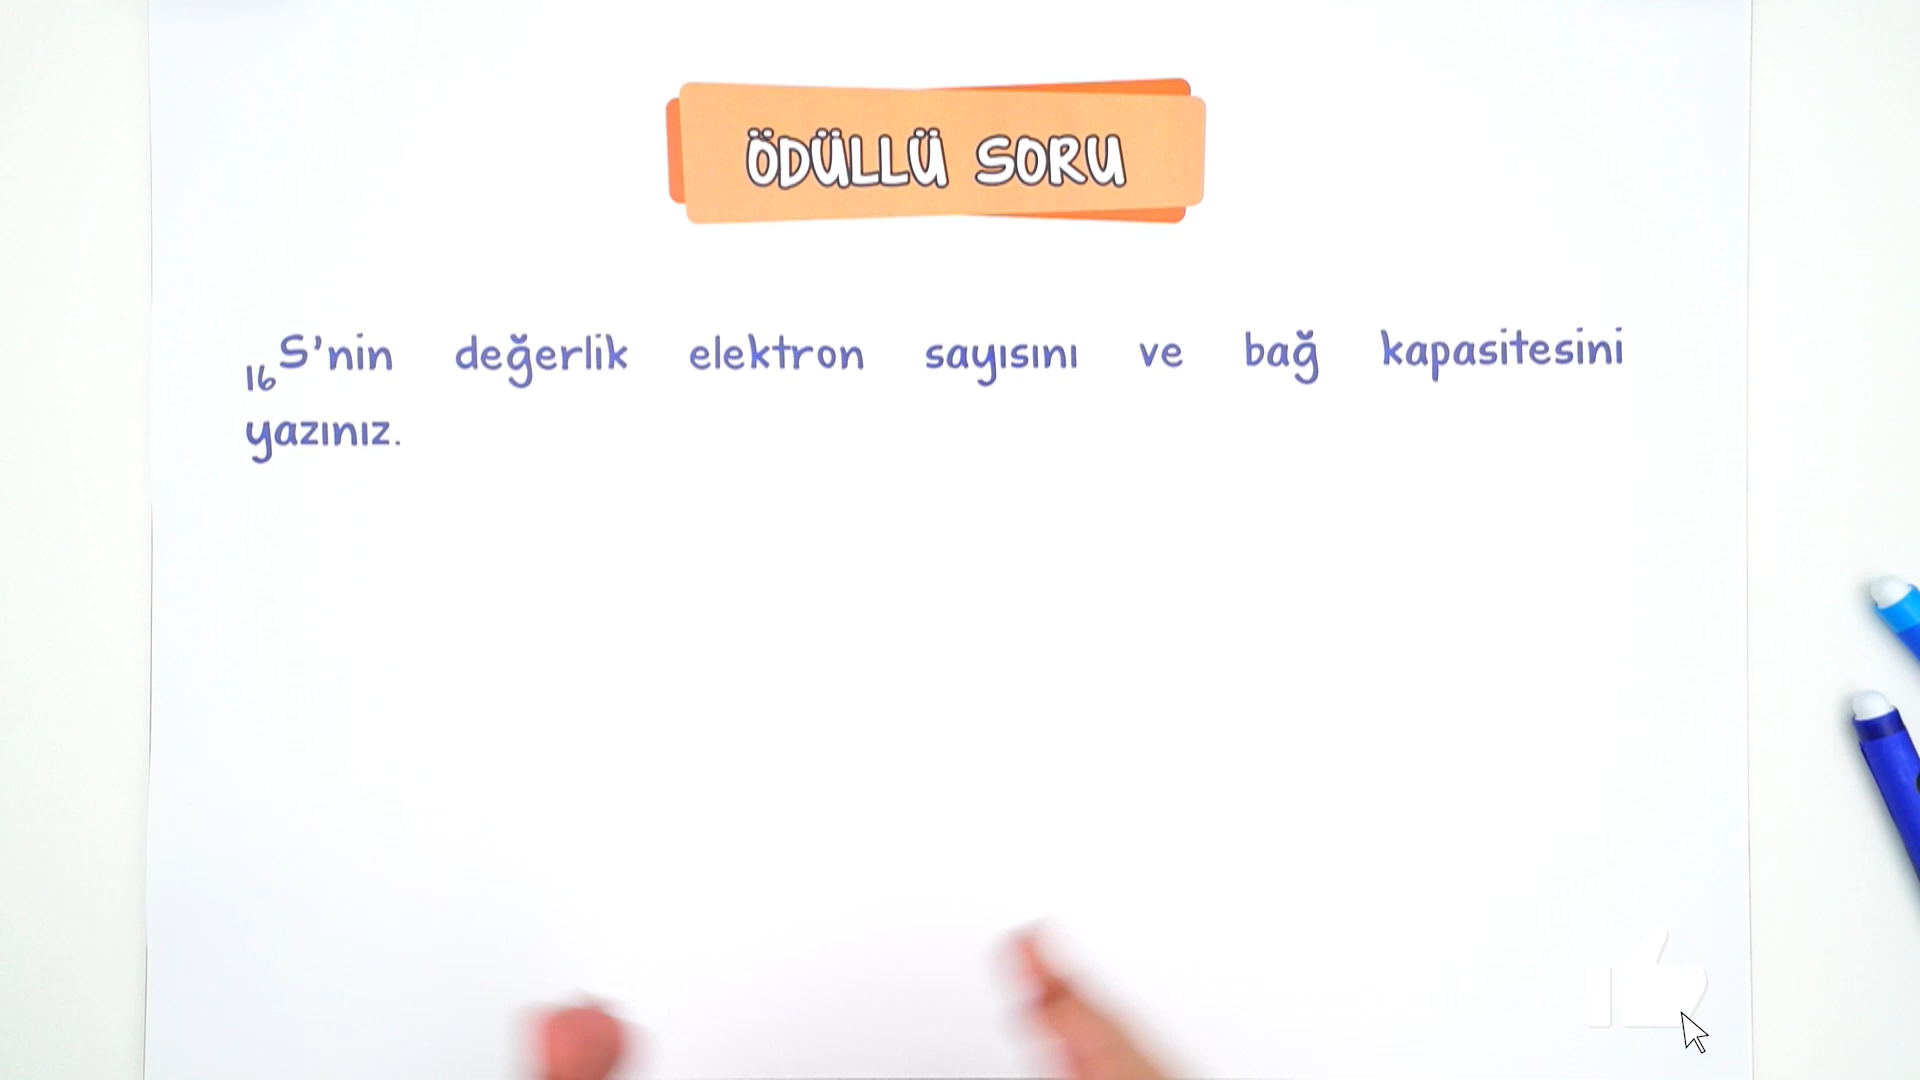 ÖDÜLLÜ SORU
₁₆S'nin değerlik elektron sayısını ve bağ kapasitesini
yazınız.